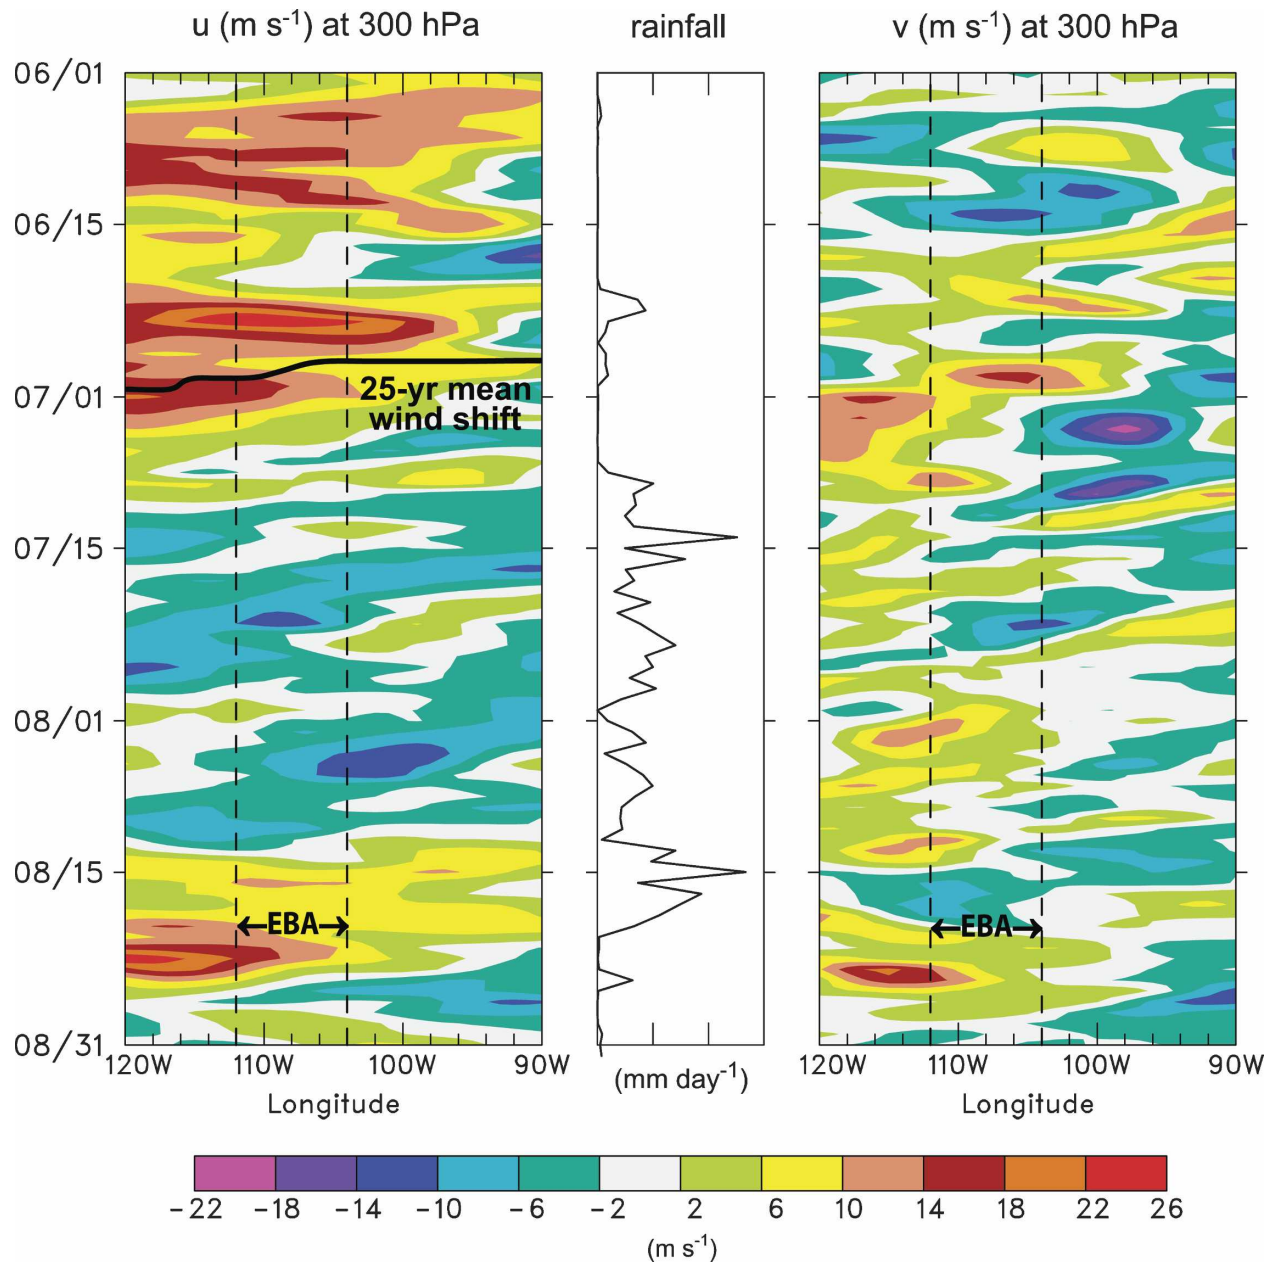 u (m s-1) at 300 hPa
rainfall
v (m s-1) at 300 hPa
06/01
06/15
07/01
07/15
08/01
08/15
08/31
25-yr mean
wind shift
EBA
EBA
120W 110W 100W 90W
Longitude
(mm day-1)
120W 110W 100W 90W
Longitude
-22 -18 -14 -10 -6 -2 2 6 10 14 18 22 26
(m s-1)